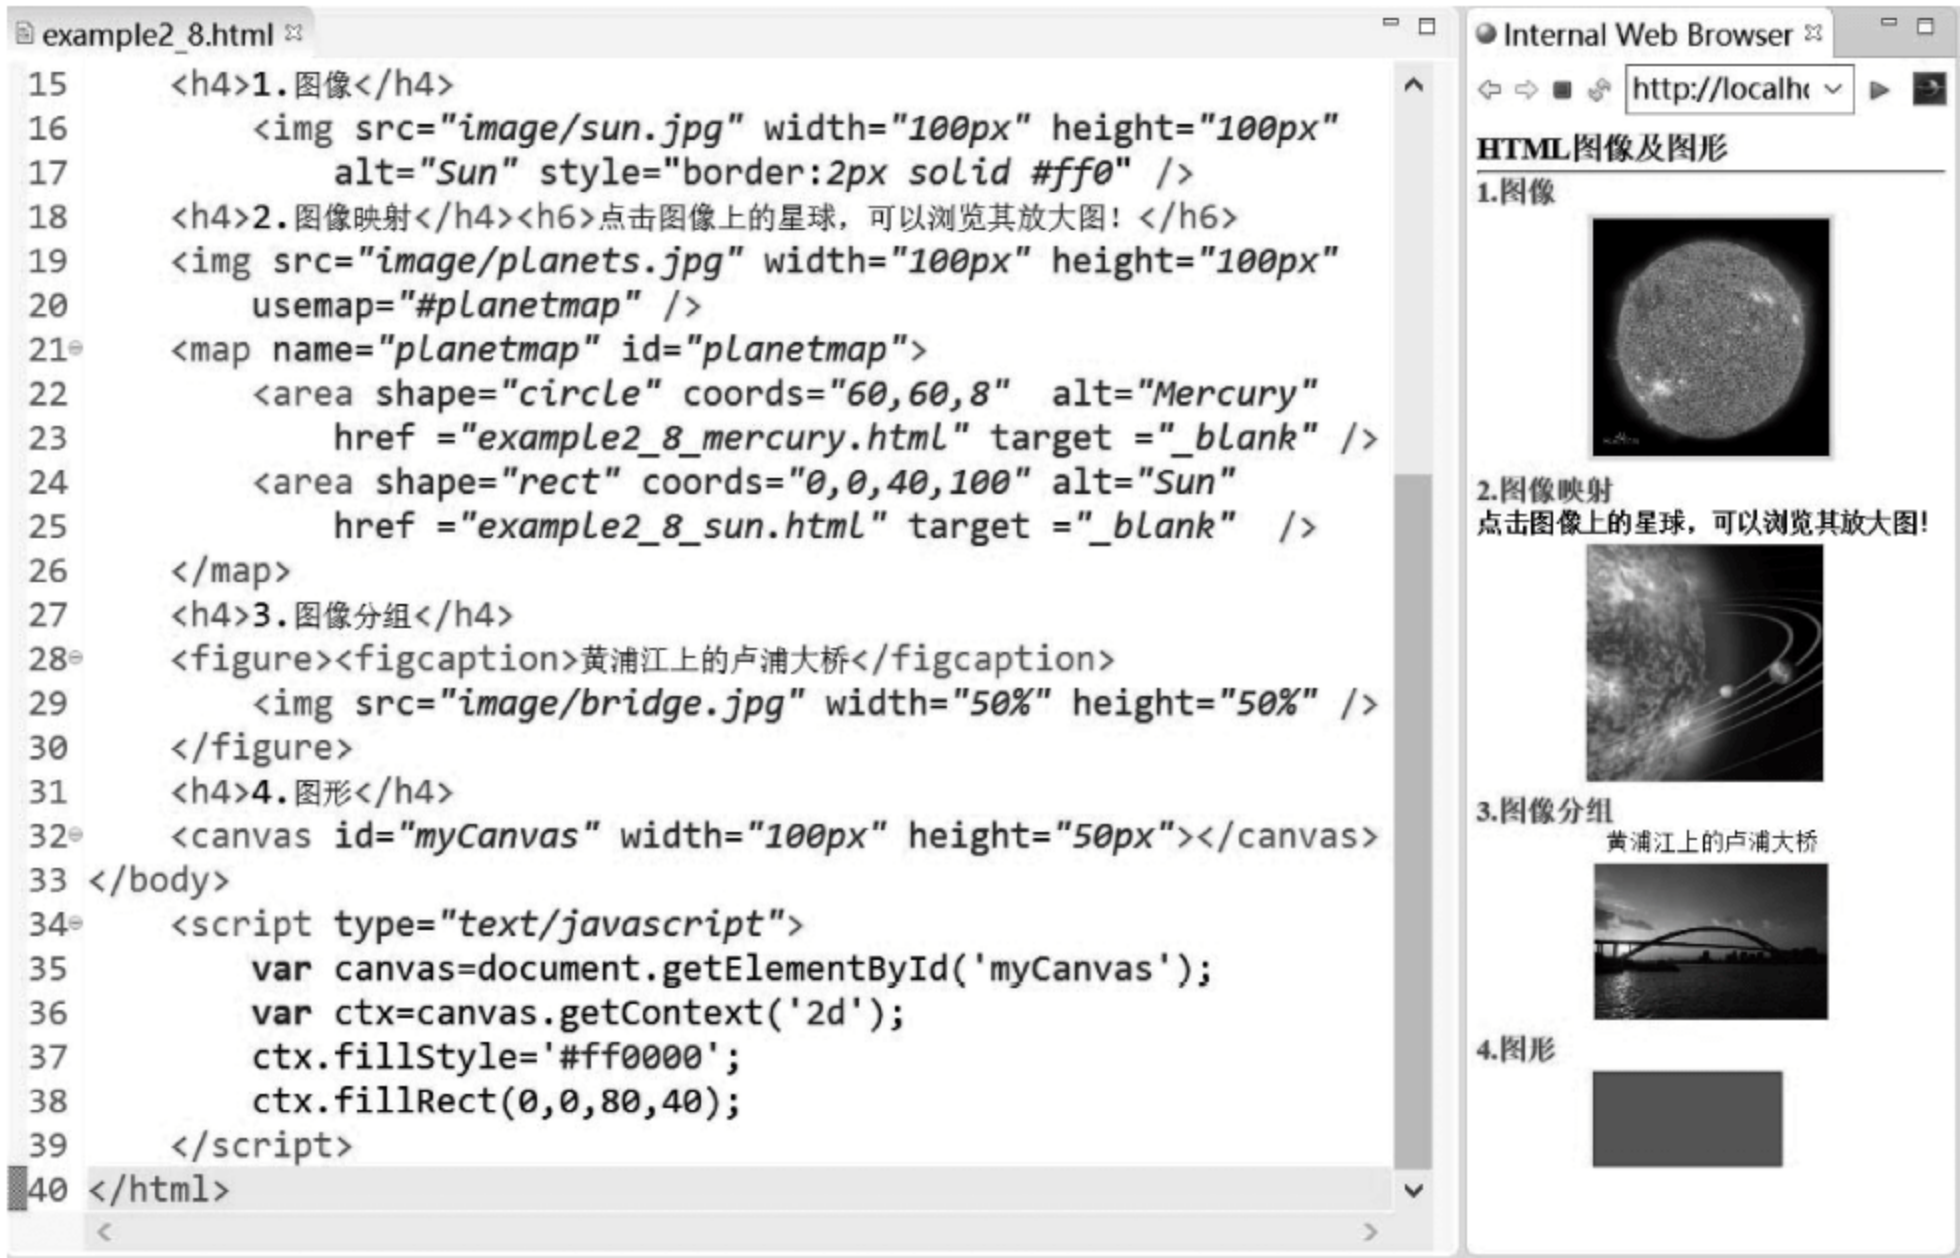 example2_8.html
15 <h4>1.图像</h4>
16 <img src="image/sun.jpg" width="100px" height="100px"
17 alt="Sun" style="border:2px solid #ff0" />
18 <h4>2.图像映射</h4><h6>点击图像上的星球，可以浏览其放大图！</h6>
19 <img src="image/planets.jpg" width="100px" height="100px"
20 usemap="#planetmap" />
21 <map name="planetmap" id="planetmap">
22 <area shape="circle" coords="60,60,8"  alt="Mercury"
23 href ="example2_8_mercury.html" target ="_blank" />
24 <area shape="rect" coords="0,0,40,100" alt="Sun"
25 href ="example2_8_sun.html" target ="_blank"  />
26 </map>
27 <h4>3.图像分组</h4>
28 <figure><figcaption>黄浦江上的卢浦大桥</figcaption>
29 <img src="image/bridge.jpg" width="50%" height="50%" />
30 </figure>
31 <h4>4.图形</h4>
32 <canvas id="myCanvas" width="100px" height="50px"></canvas>
33 </body>
34 <script type="text/javascript">
35 var canvas=document.getElementById('myCanvas');
36 var ctx=canvas.getContext('2d');
37 ctx.fillStyle='#ff0000';
38 ctx.fillRect(0,0,80,40);
39 </script>
40 </html>
Internal Web Browser
http://localh
HTML图像及图形
1.图像
2.图像映射
点击图像上的星球，可以浏览其放大图！
3.图像分组
黄浦江上的卢浦大桥
4.图形